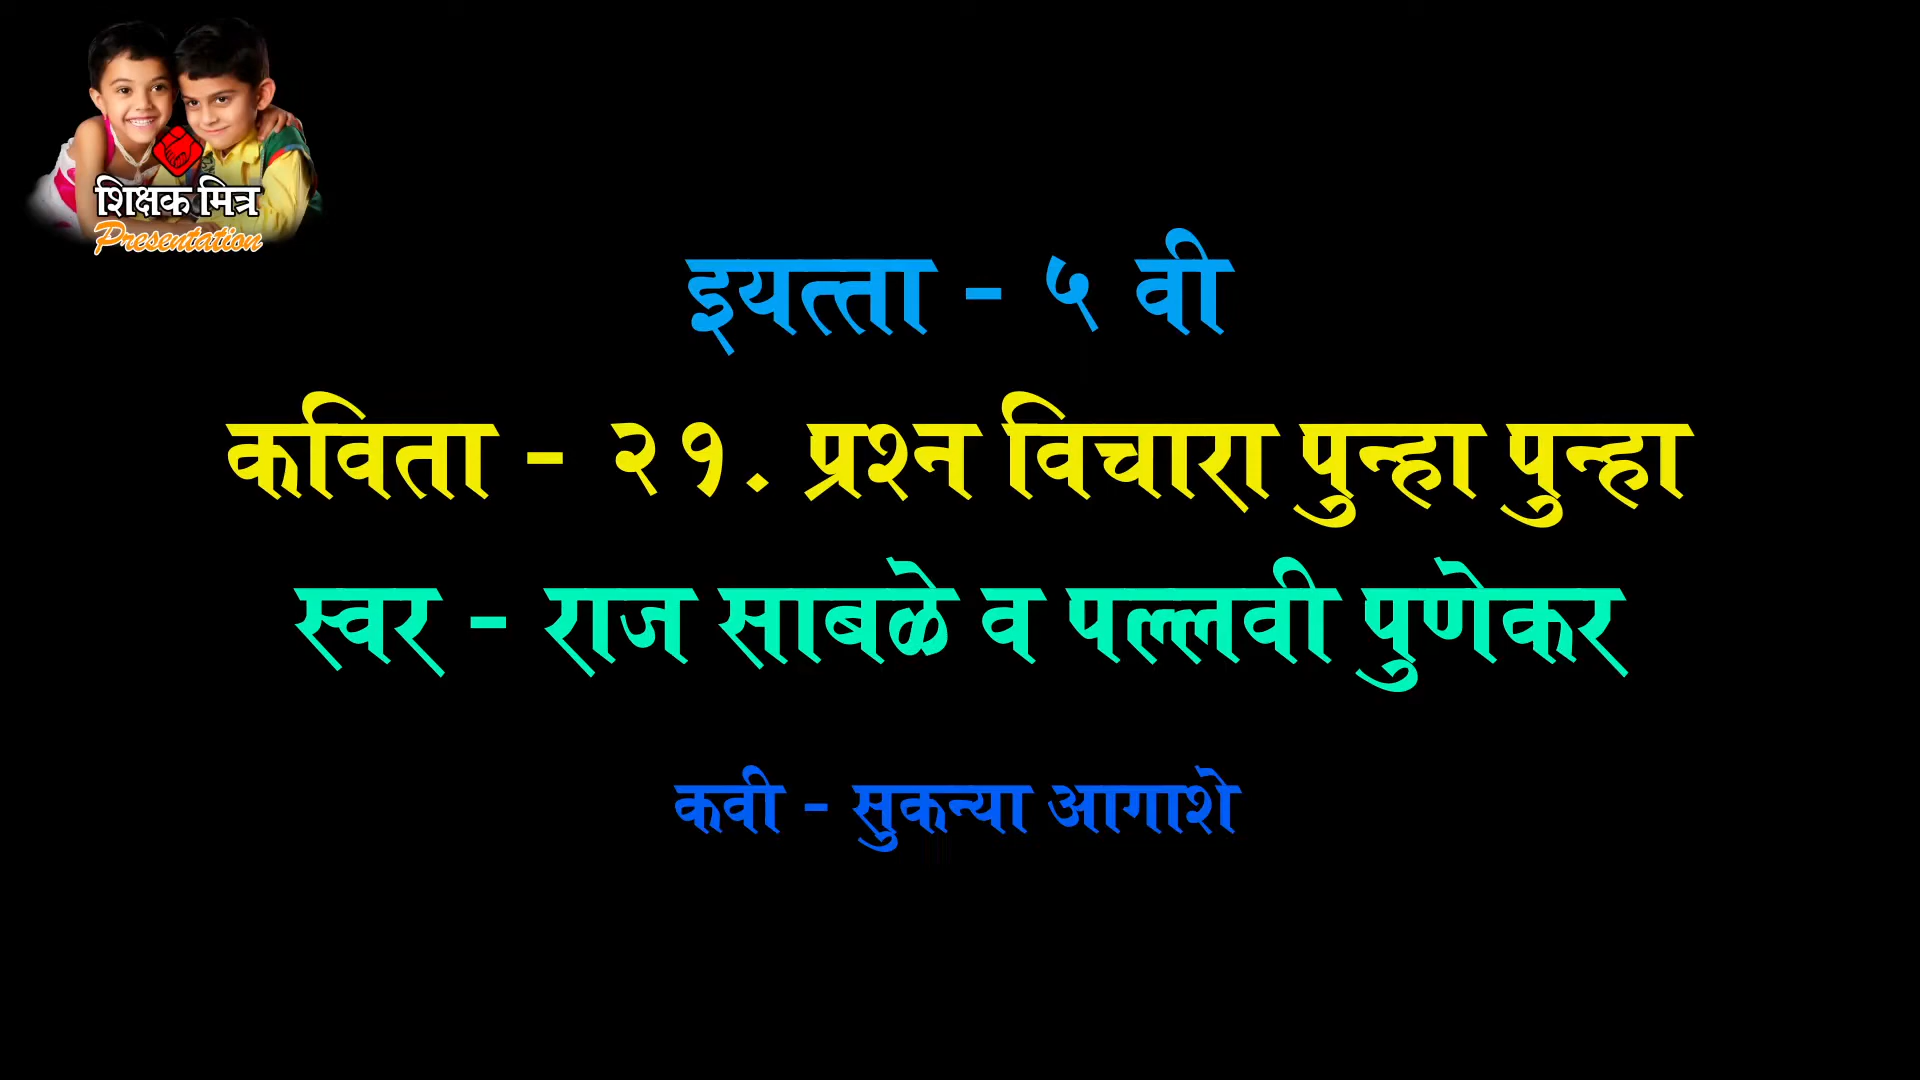 शिक्षक मित्र
Presentation
इयत्ता - ५ वी
कविता - २१. प्रश्न विचारा पुन्हा पुन्हा
स्वर - राज साबळे व पल्लवी पुणेकर
कवी - सुकन्या आगाशे